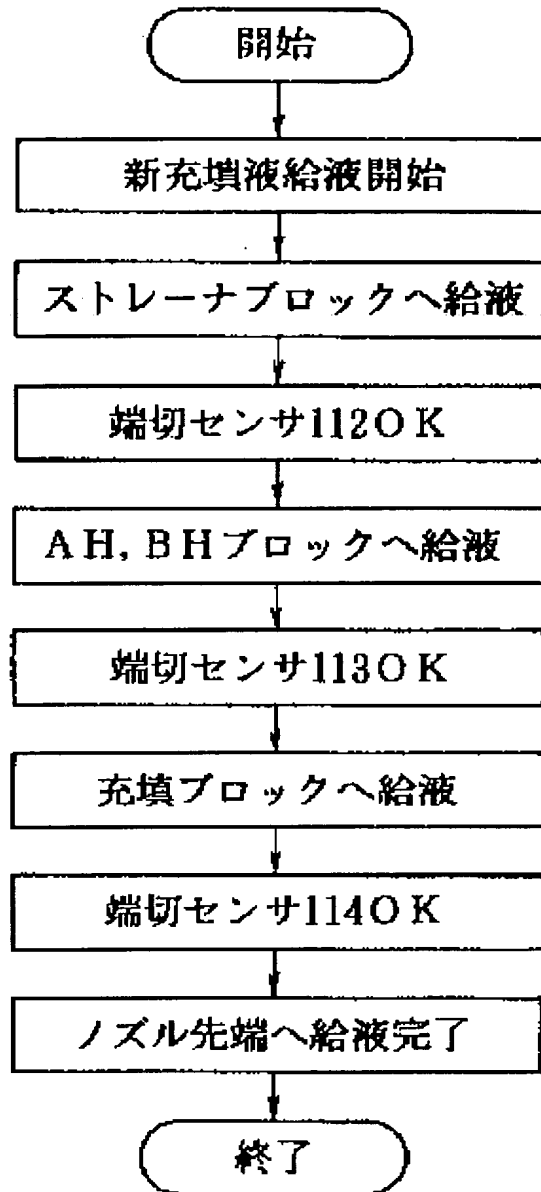 開始
新充填液給液開始
ストレーナブロックへ給液
端切センサ112OK
AH, BHブロックへ給液
端切センサ113OK
充填ブロックへ給液
端切センサ114OK
ノズル先端へ給液完了
終了